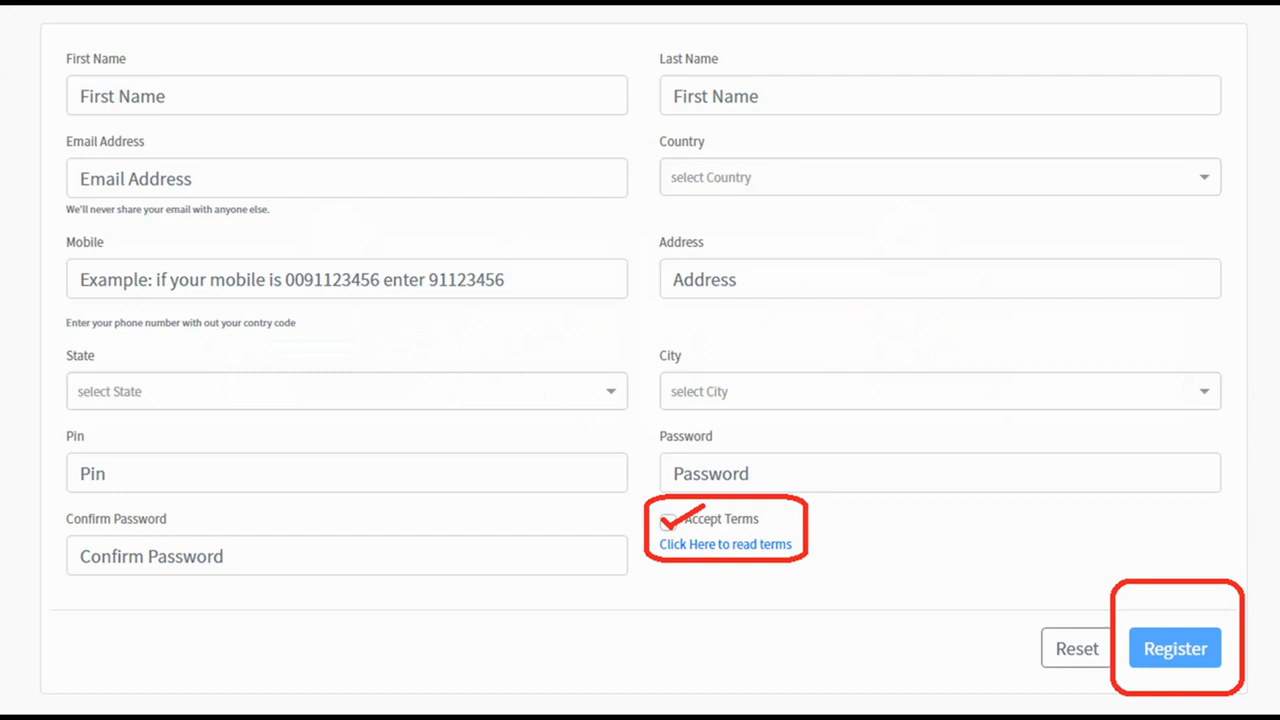 First Name
Last Name
First Name
First Name
Email Address
Country
Email Address
select Country
We'll never share your email with anyone else.
Mobile
Address
Example: if your mobile is 0091123456 enter 91123456
Address
Enter your phone number with out your contry code
State
City
select State
select City
Pin
Password
Pin
Password
Confirm Password
Accept Terms
Click Here to read terms
Confirm Password
Reset
Register